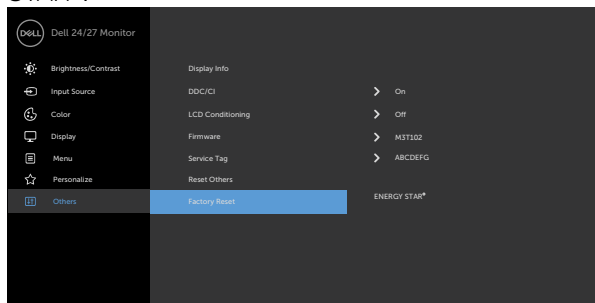 DELL Dell 24/27 Monitor
Brightness/Contrast Display Info
Input Source DDC/CI > On
Color LCD Conditioning > Off
Display Firmware > M3T102
Menu Service Tag > ABCDEFG
Personalize Reset Others
Others Factory Reset ENERGY STAR®